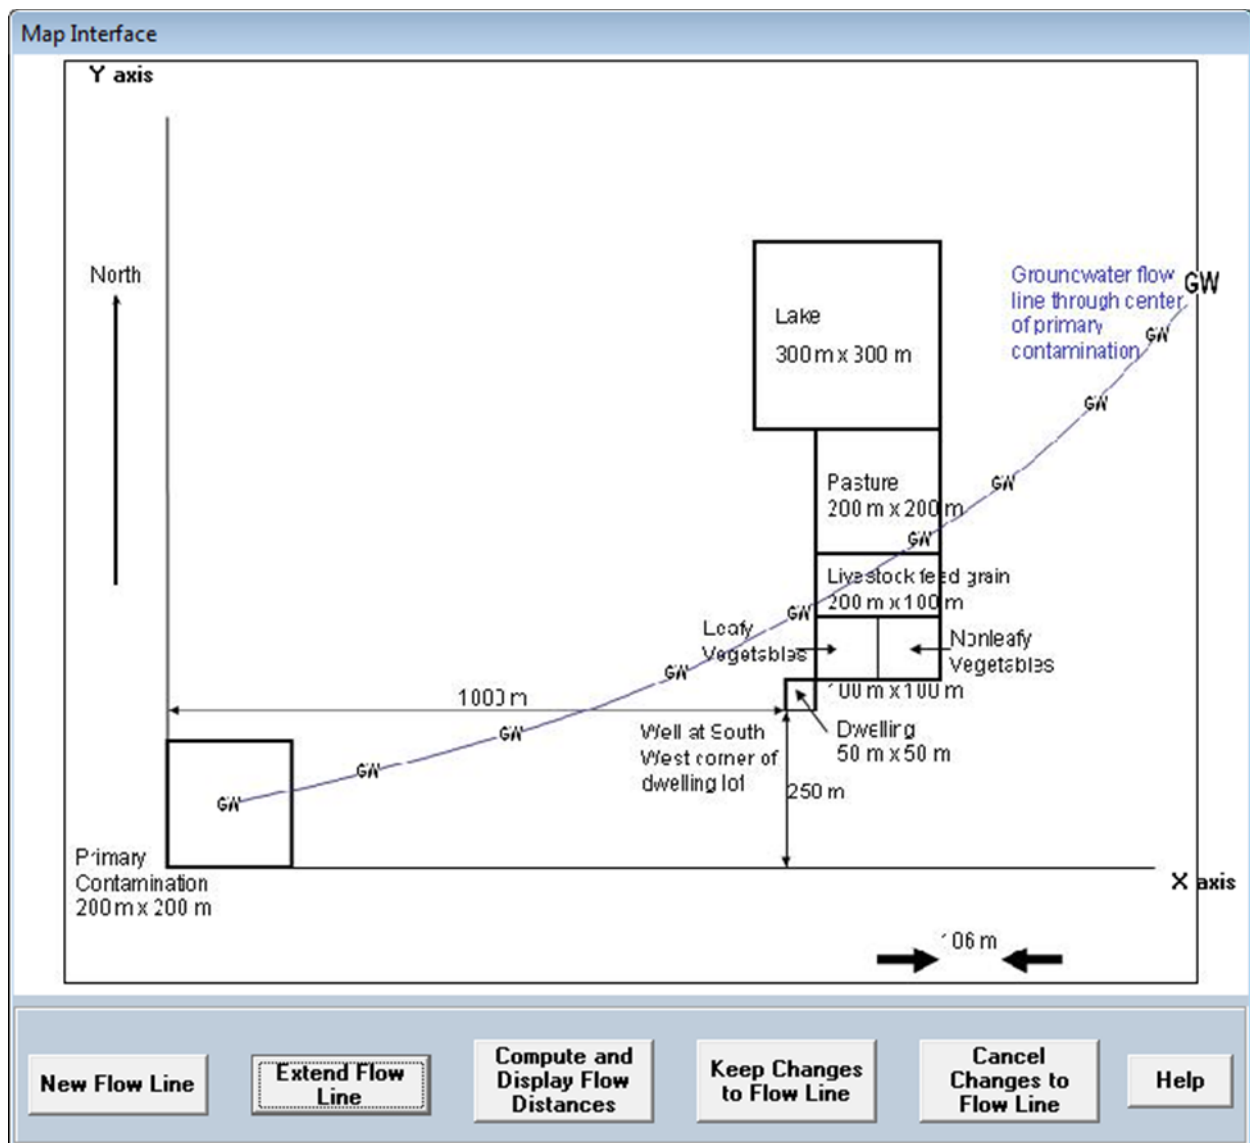 Map Interface
Y axis
North
Lake
300 m x 300 m
Groundwater flow
line through center
of primary
contamination
GW
GW
GW
GW
Pasture
200 m x 200 m
GW
Livestock feed grain
200 m x 100 m
GW
Leafy
Vegetables
Nonleafy
Vegetables
GW
100 m x 100 m
1000 m
Well at South
West corner of
dwelling lot
Dwelling
50 m x 50 m
GW
GW
250 m
GW
Primary
Contamination
200 m x 200 m
X axis
106 m
New Flow Line
Extend Flow
Line
Compute and
Display Flow
Distances
Keep Changes
to Flow Line
Cancel
Changes to
Flow Line
Help